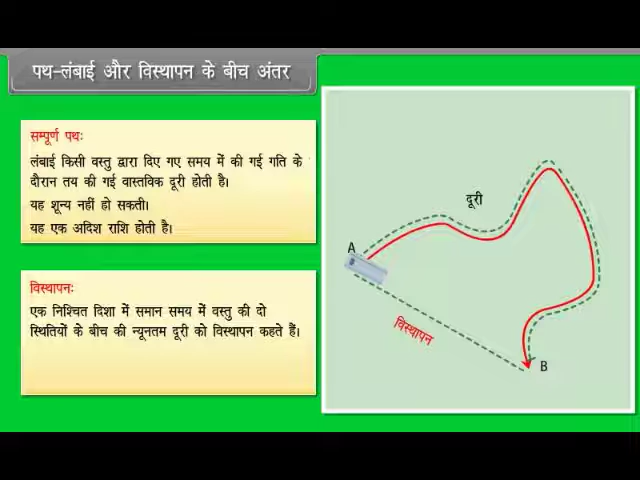 पथ-लंबाई और विस्थापन के बीच अंतर
सम्पूर्ण पथः
लंबाई किसी वस्तु द्वारा दिए गए समय में की गई गति के
दौरान तय की गई वास्तविक दूरी होती है।
यह शून्य नहीं हो सकती।
यह एक अदिश राशि होती है।
विस्थापनः
एक निश्चित दिशा में समान समय में वस्तु की दो
स्थितियों के बीच की न्यूनतम दूरी को विस्थापन कहते हैं।
दूरी
A
विस्थापन
B